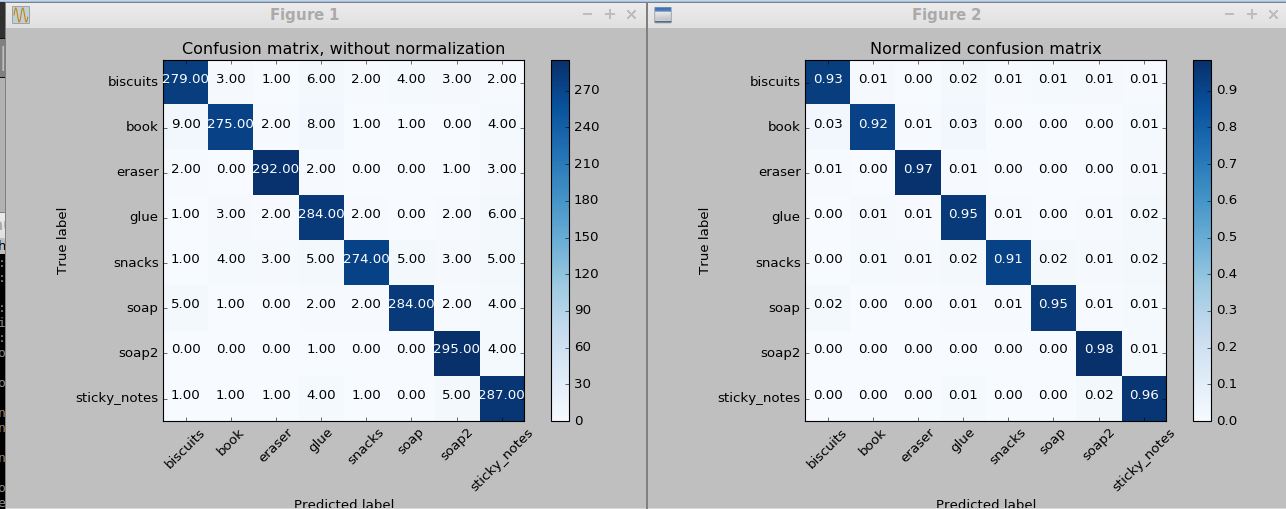 Figure 1
Confusion matrix, without normalization
biscuits 279.00 3.00 1.00 6.00 2.00 4.00 3.00 2.00
book 9.00 275.00 2.00 8.00 1.00 1.00 0.00 4.00
eraser 2.00 0.00 292.00 2.00 0.00 0.00 1.00 3.00
glue 1.00 3.00 2.00 284.00 2.00 0.00 2.00 6.00
snacks 1.00 4.00 3.00 5.00 274.00 5.00 3.00 5.00
soap 5.00 1.00 0.00 2.00 2.00 284.00 2.00 4.00
soap2 0.00 0.00 0.00 1.00 0.00 0.00 295.00 4.00
sticky_notes 1.00 1.00 1.00 4.00 1.00 0.00 5.00 287.00
True label
biscuits book eraser glue snacks soap soap2 sticky_notes
Predicted label
270
240
210
180
150
120
90
60
30
0
Figure 2
Normalized confusion matrix
biscuits 0.93 0.01 0.00 0.02 0.01 0.01 0.01 0.01
book 0.03 0.92 0.01 0.03 0.00 0.00 0.00 0.01
eraser 0.01 0.00 0.97 0.01 0.00 0.00 0.00 0.01
glue 0.00 0.01 0.01 0.95 0.01 0.00 0.01 0.02
snacks 0.00 0.01 0.01 0.02 0.91 0.02 0.01 0.02
soap 0.02 0.00 0.00 0.01 0.01 0.95 0.01 0.01
soap2 0.00 0.00 0.00 0.00 0.00 0.00 0.98 0.01
sticky_notes 0.00 0.00 0.00 0.01 0.00 0.00 0.02 0.96
True label
biscuits book eraser glue snacks soap soap2 sticky_notes
Predicted label
0.9
0.8
0.7
0.6
0.5
0.4
0.3
0.2
0.1
0.0